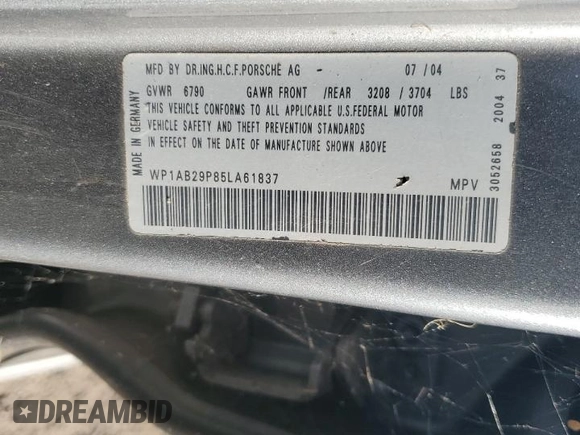 MFD BY DR.ING.H.C.F.PORSCHE AG - 07 / 04
GVWR 6790 GAWR FRONT /REAR 3208 / 3704 LBS
THIS VEHICLE CONFORMS TO ALL APPLICABLE U.S.FEDERAL MOTOR
VEHICLE SAFETY AND THEFT PREVENTION STANDARDS
IN EFFECT ON THE DATE OF MANUFACTURE SHOWN ABOVE
WP1AB29P85LA61837 MPV
MADE IN GERMANY
3052658 2004 37
DREAMBID